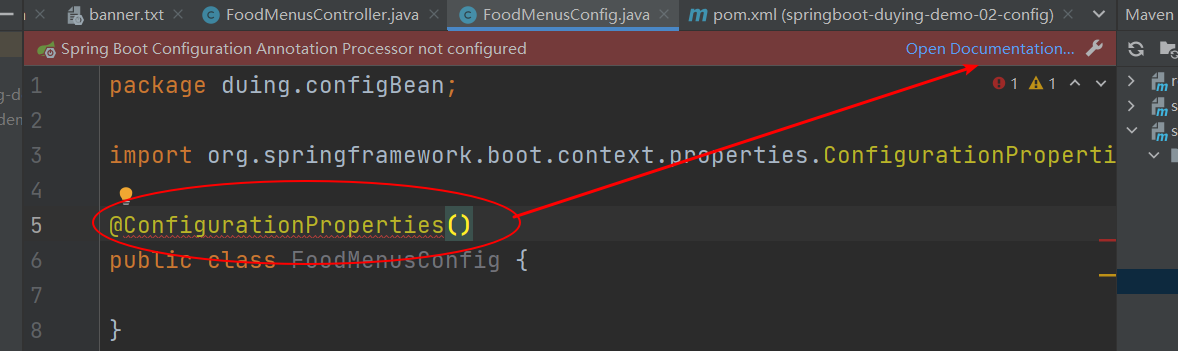 banner.txt FoodMenusController.java FoodMenusConfig.java pom.xml (springboot-duying-demo-02-config) Maven
Spring Boot Configuration Annotation Processor not configured Open Documentation...
1 package duing.configBean; 1 1
2
3 import org.springframework.boot.context.properties.ConfigurationProperti
4
5 @ConfigurationProperties()
6 public class FoodMenusConfig {
7
8 }